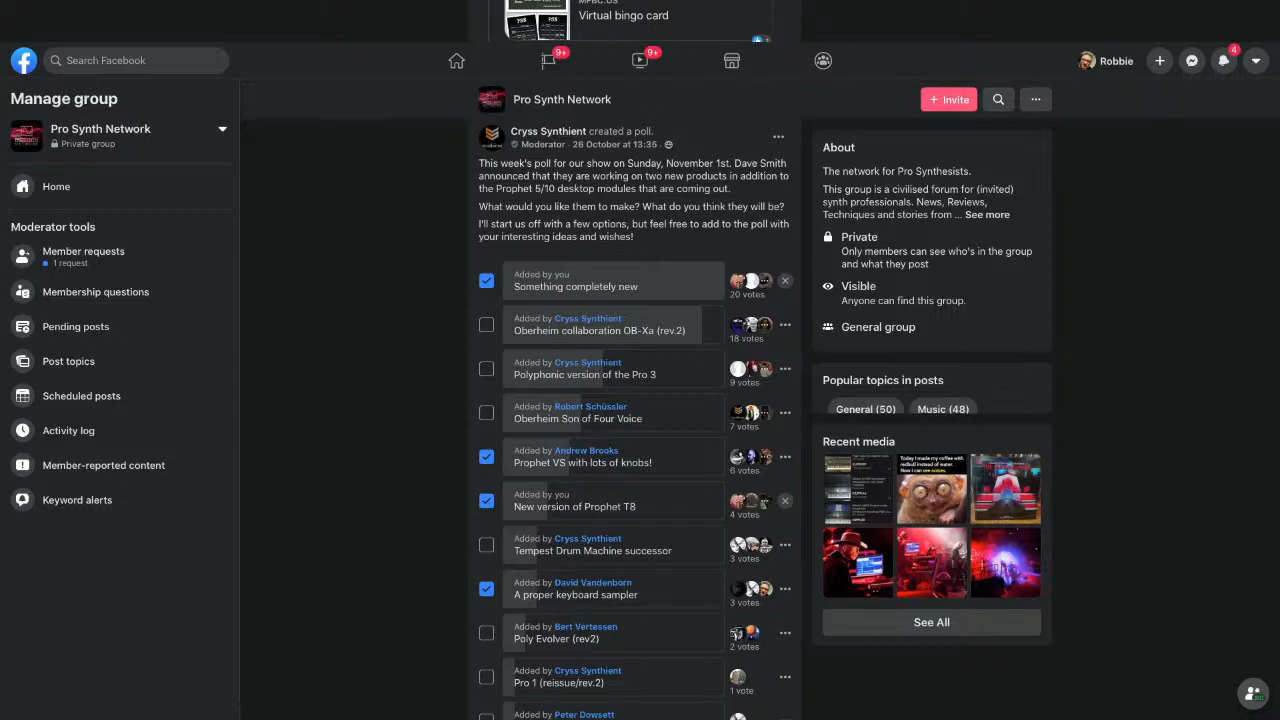 MPBC.US
Virtual bingo card
Search Facebook
9+
9+
Robbie
4
Manage group
Pro Synth Network
Private group
Home
Moderator tools
Member requests
1 request
Membership questions
Pending posts
Post topics
Scheduled posts
Activity log
Member-reported content
Keyword alerts
Pro Synth Network
+ Invite
Cryss Synthient created a poll.
Moderator · 26 October at 13:35 ·
This week's poll for our show on Sunday, November 1st. Dave Smith
announced that they are working on two new products in addition to
the Prophet 5/10 desktop modules that are coming out.
What would you like them to make? What do you think they will be?
I'll start us off with a few options, but feel free to add to the poll with
your interesting ideas and wishes!
Added by you
Something completely new
20 votes
Added by Cryss Synthient
Oberheim collaboration OB-Xa (rev.2)
18 votes
Added by Cryss Synthient
Polyphonic version of the Pro 3
9 votes
Added by Robert Schüssler
Oberheim Son of Four Voice
7 votes
Added by Andrew Brooks
Prophet VS with lots of knobs!
6 votes
Added by you
New version of Prophet T8
4 votes
Added by Cryss Synthient
Tempest Drum Machine successor
3 votes
Added by David Vandenborn
A proper keyboard sampler
3 votes
Added by Bert Vertessen
Poly Evolver (rev2)
2 votes
Added by Cryss Synthient
Pro 1 (reissue/rev.2)
1 vote
Added by Peter Dowsett
About
The network for Pro Synthesists.
This group is a civilised forum for (invited)
synth professionals. News, Reviews,
Techniques and stories from ... See more
Private
Only members can see who's in the group
and what they post
Visible
Anyone can find this group.
General group
Popular topics in posts
General (50)
Music (48)
Recent media
Today I made my coffee with
redbull instead of water.
Now I can see noises.
See All